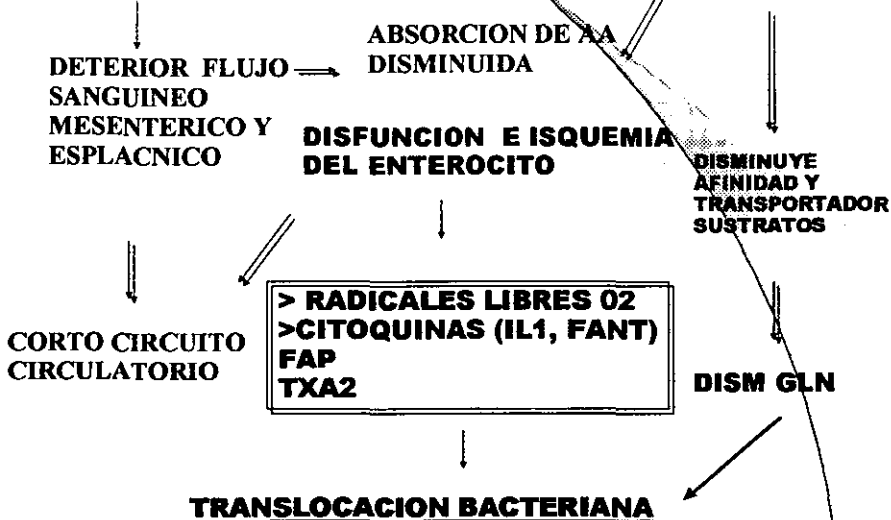 DETERIOR FLUJO
SANGUINEO
MESENTERICO Y
ESPLACNICO
ABSORCION DE AA
DISMINUIDA
DISFUNCION E ISQUEMIA
DEL ENTEROCITO
DISMINUYE
AFINIDAD Y
TRANSPORTADOR
SUSTRATOS
CORTO CIRCUITO
CIRCULATORIO
> RADICALES LIBRES 02
>CITOQUINAS (IL1, FANT)
FAP
TXA2
DISM GLN
TRANSLOCACION BACTERIANA